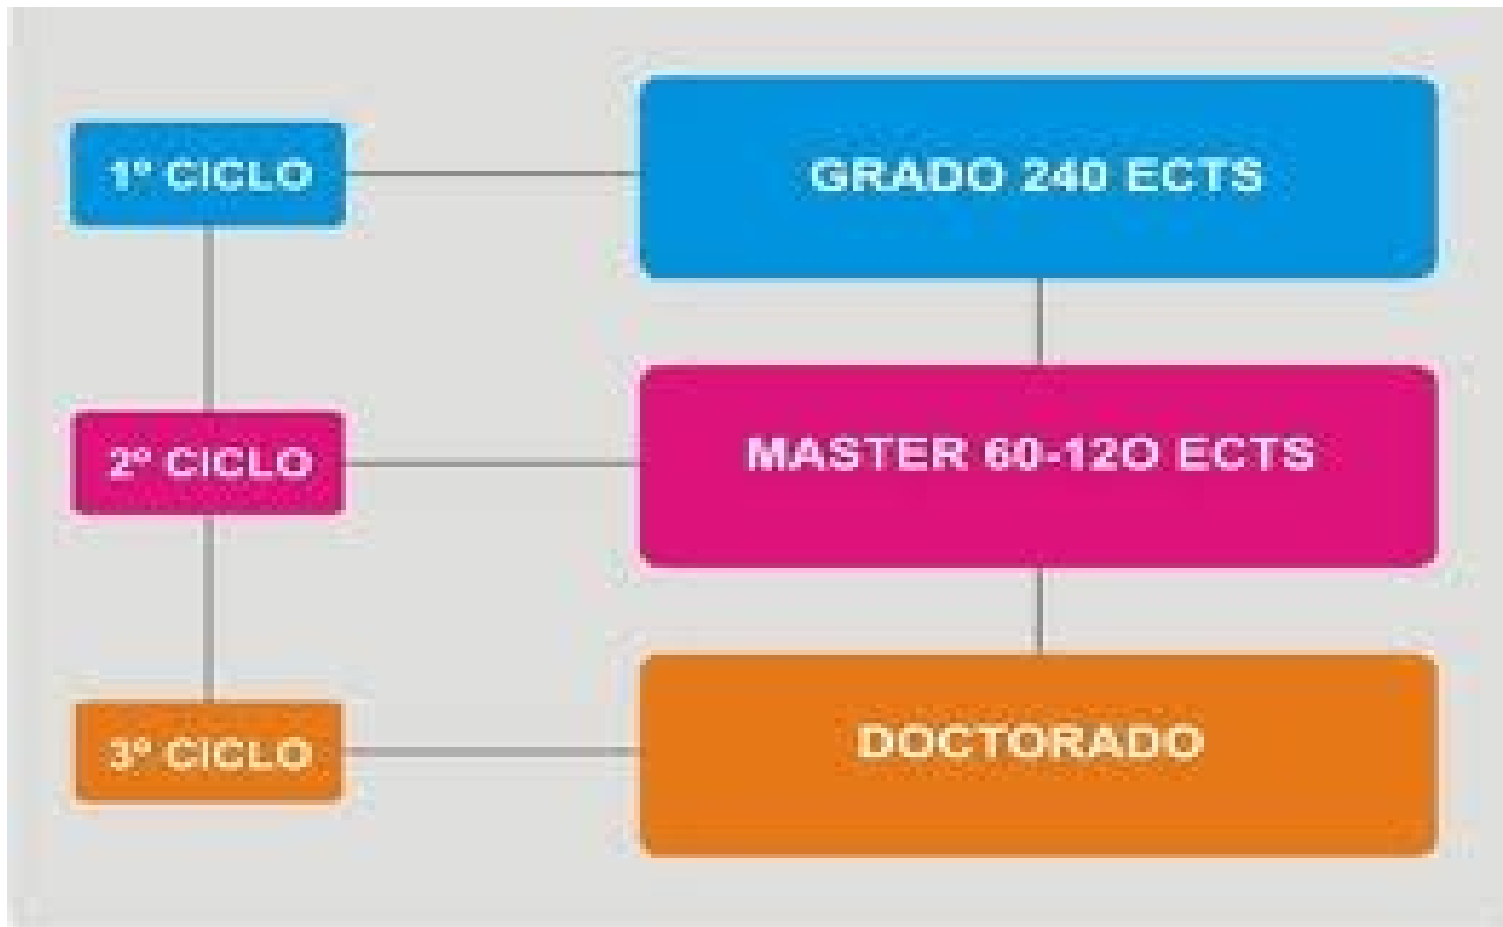 1º CICLO
GRADO 240 ECTS
2º CICLO
MASTER 60-12O ECTS
3º CICLO
DOCTORADO